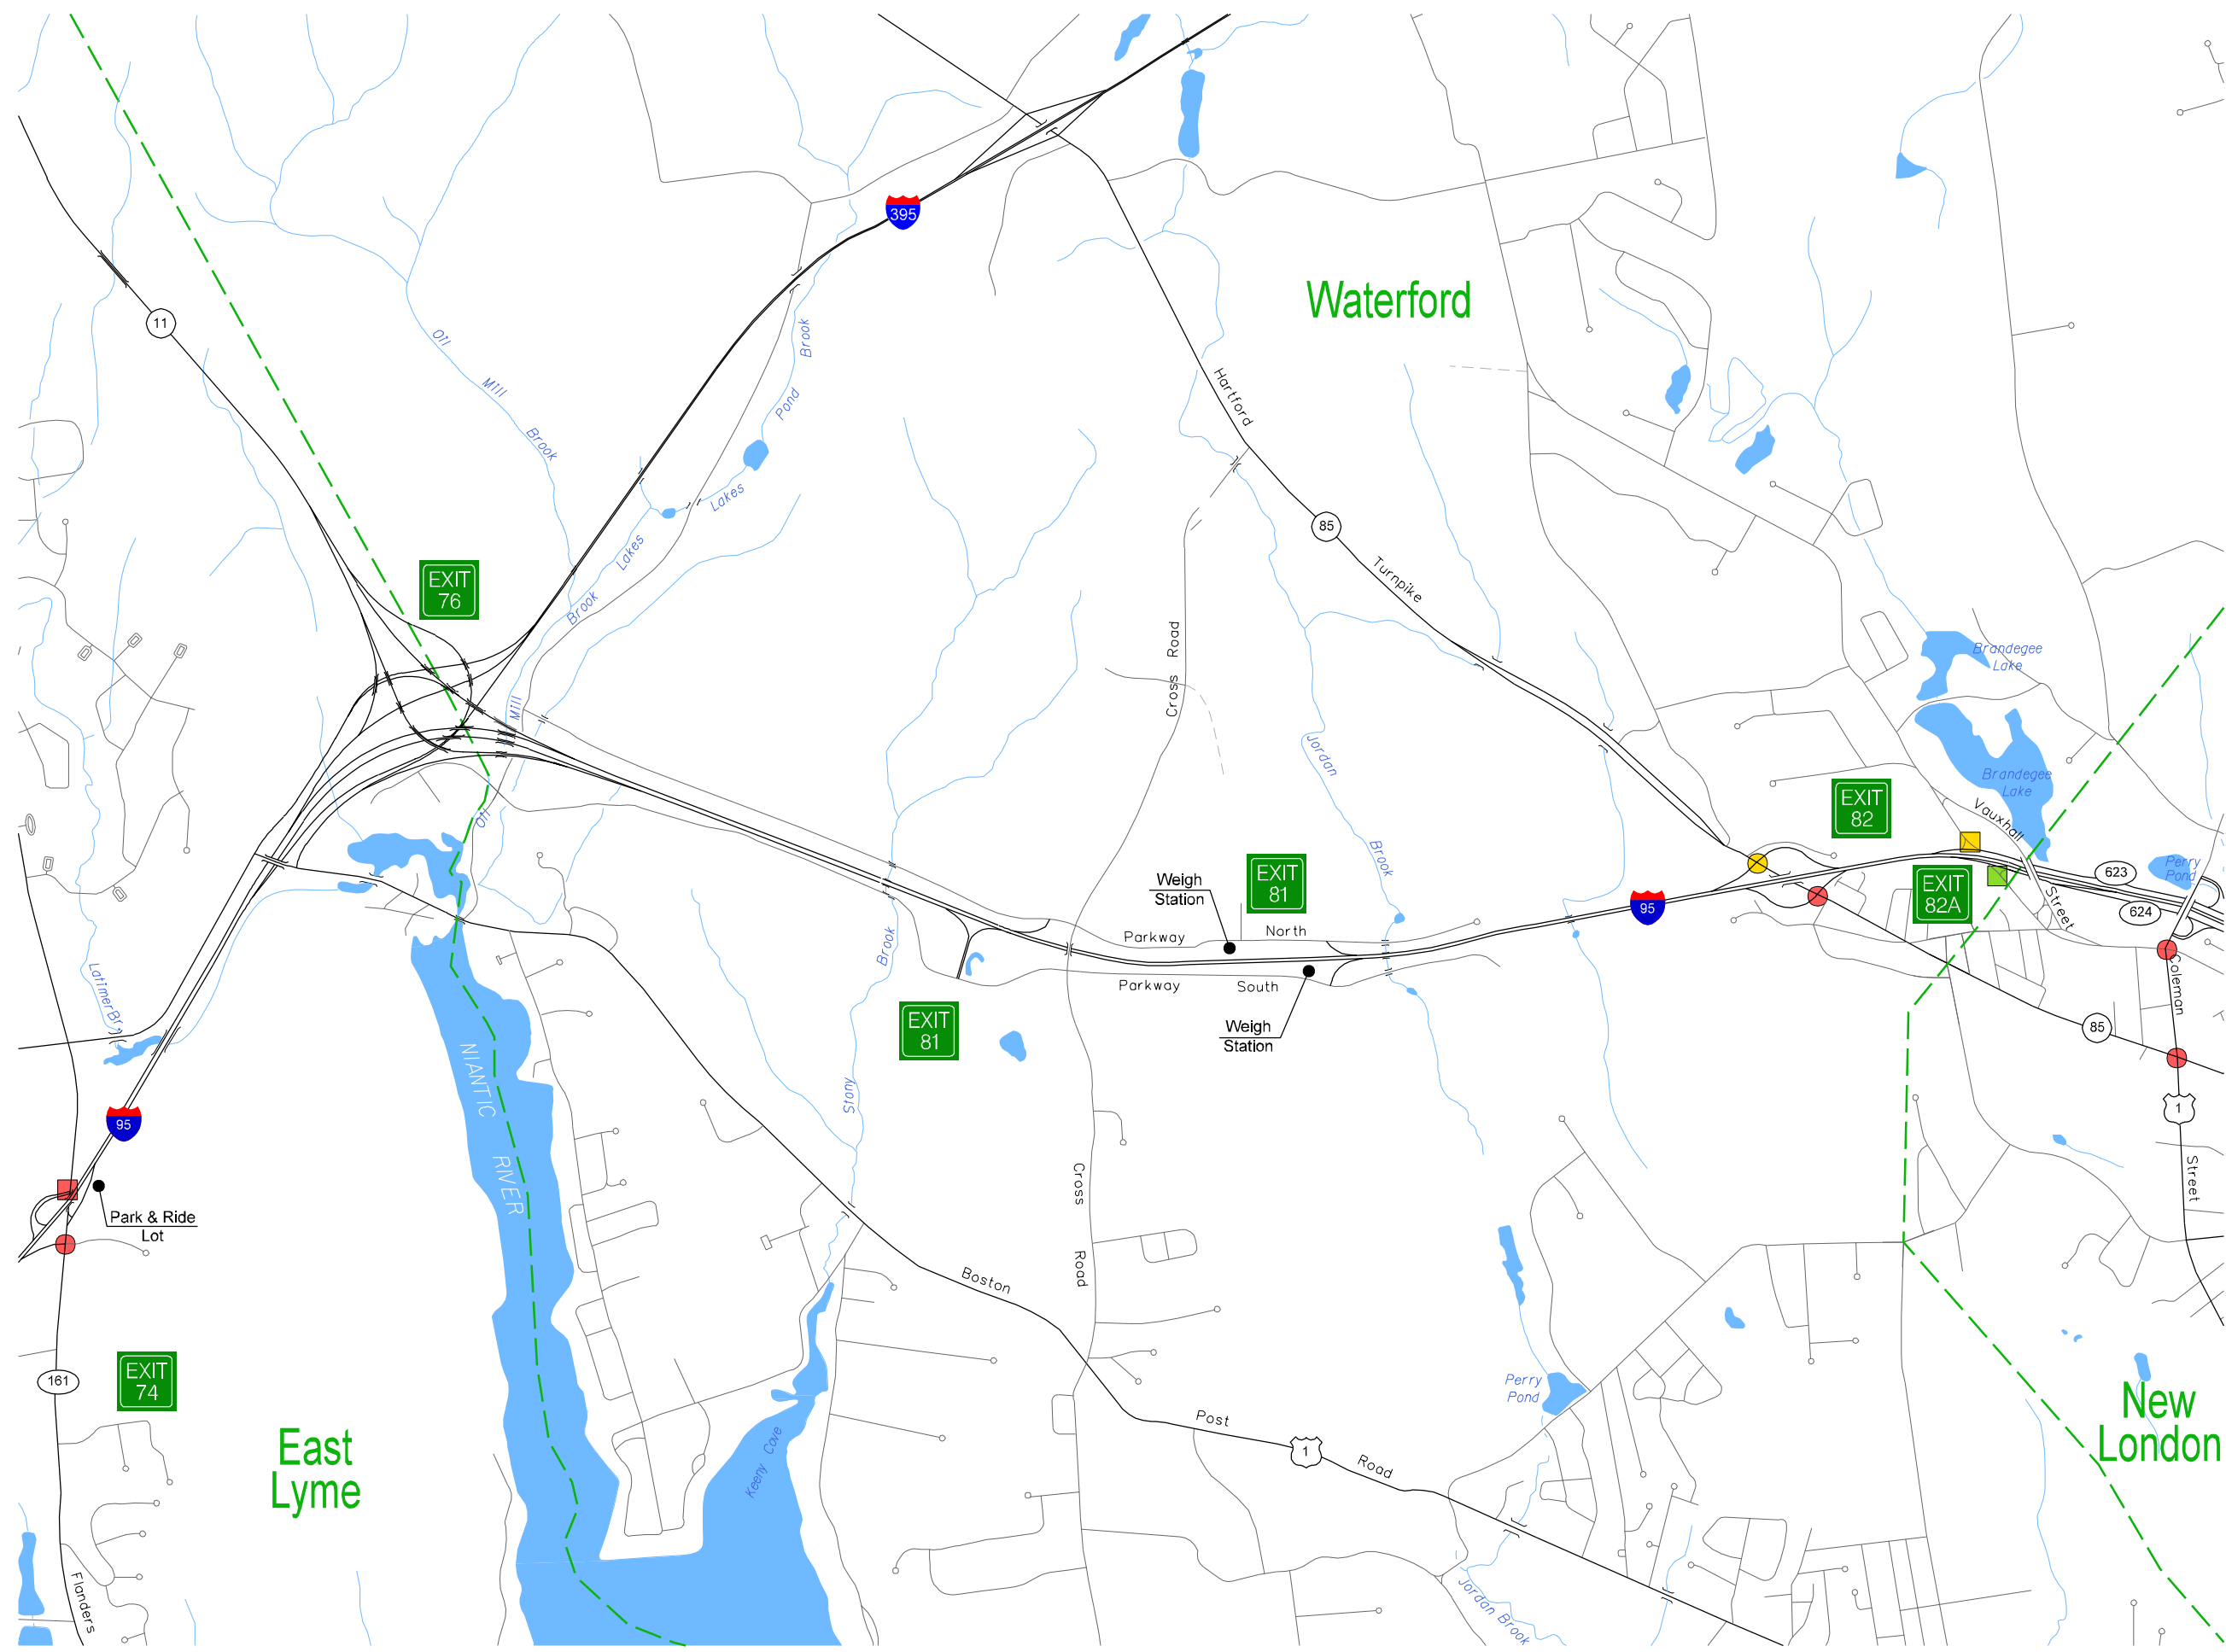 395
Waterford
11
Oil
Mill
Brook
Brook
Pond
Lakes
Hartford
85
Turnpike
EXIT
76
Lakes
Brook
Mill
Oil
Cross Road
Jordan
Brook
Brandegee
Lake
Brandegee
Lake
EXIT
82
Vauxhall
Street
Perry
Pond
623
624
EXIT
82A
95
Weigh
Station
EXIT
81
Parkway North
Parkway South
Weigh
Station
EXIT
81
Brook
Stony
Latimer Br.
NIANTIC
RIVER
95
Park & Ride
Lot
161
EXIT
74
East
Lyme
Flanders
Keeny Cove
Cross
Road
Boston
Post
1
Road
Perry
Pond
Jordan Brook
Coleman
85
1
Street
New
London